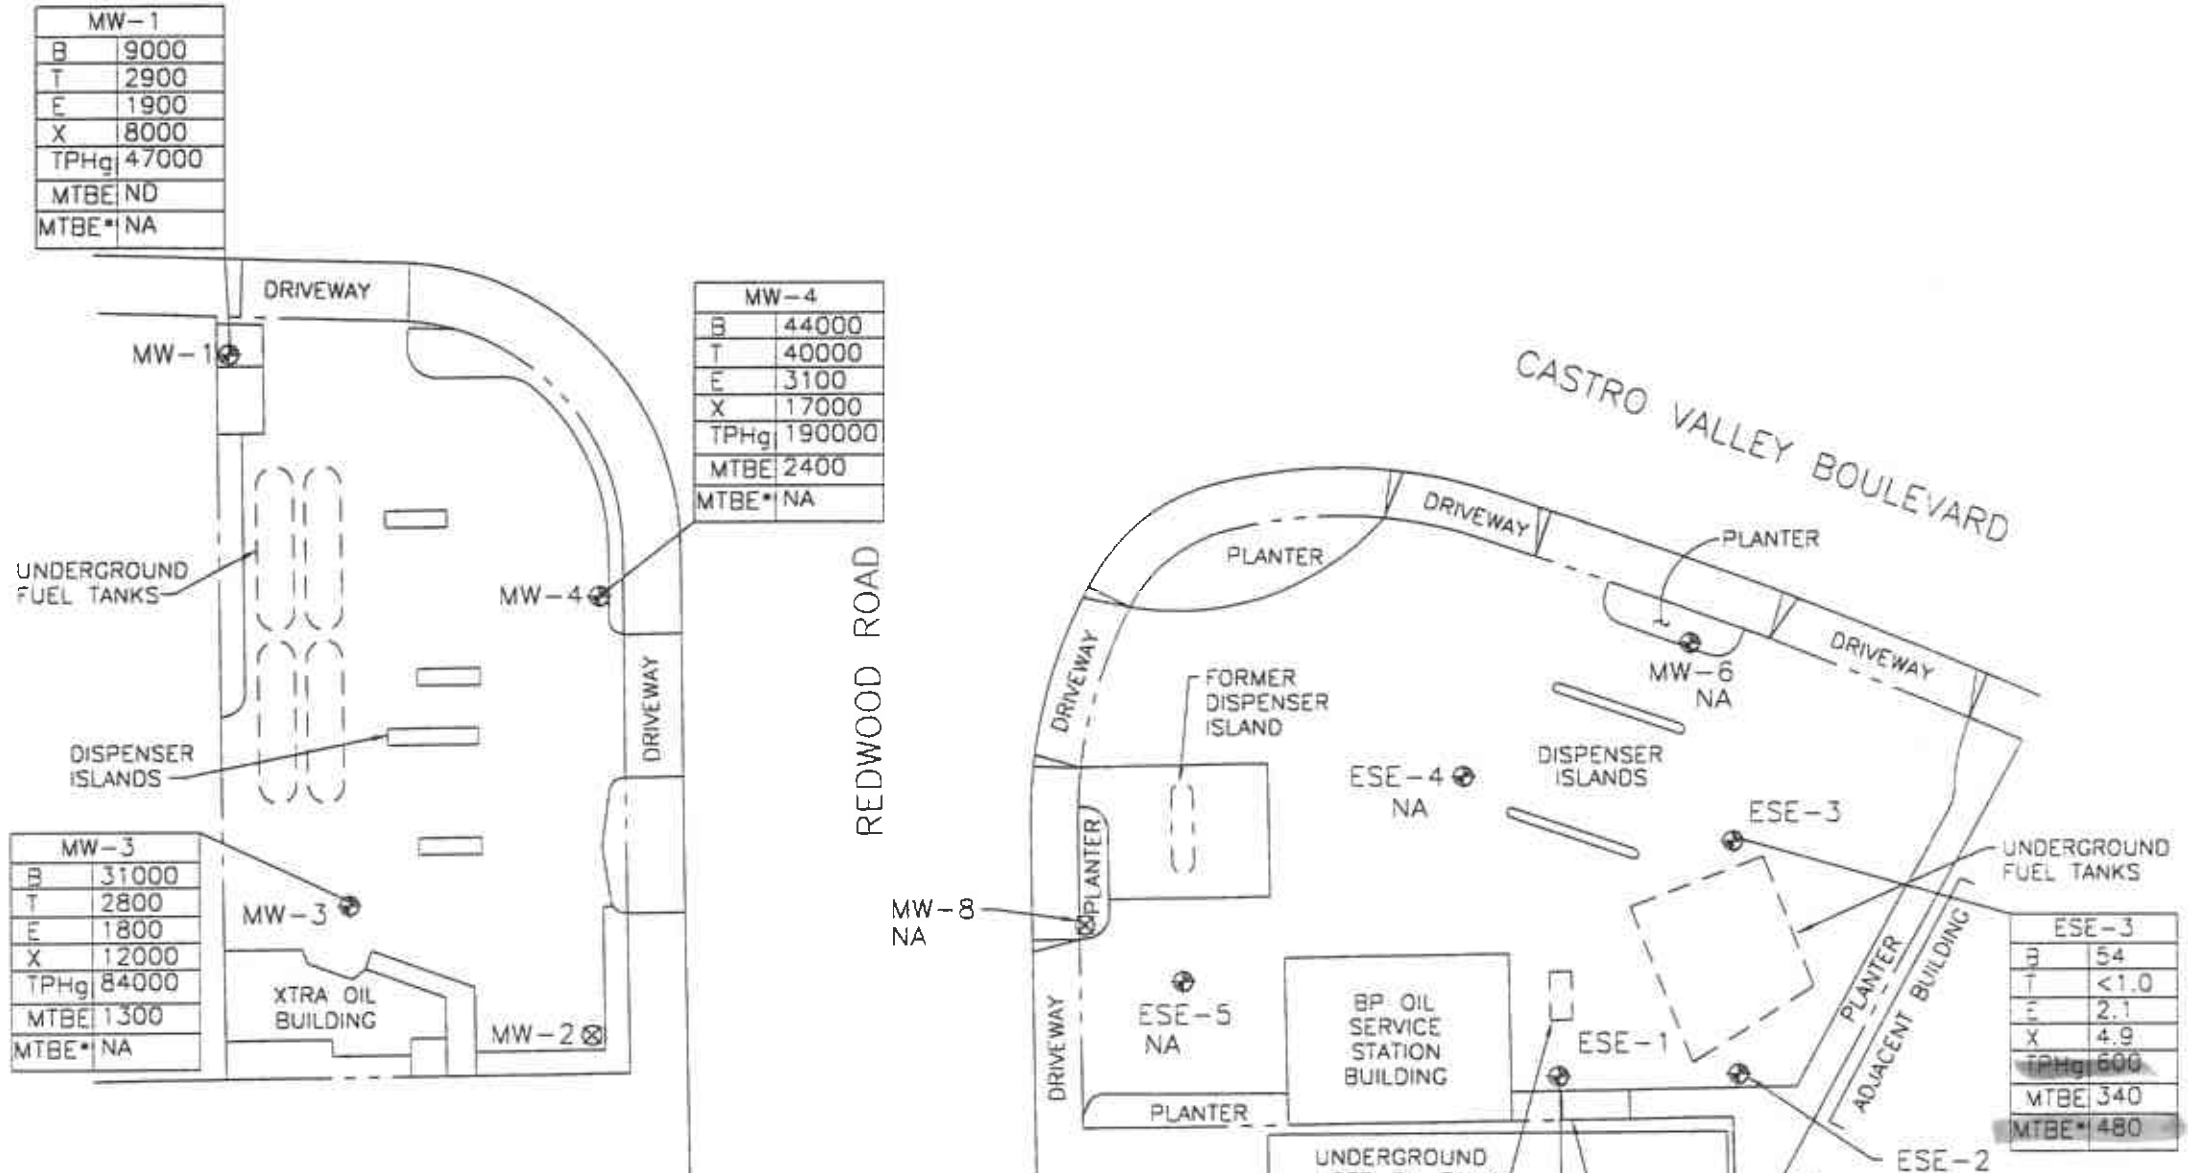 MW-1
B 9000
T 2900
E 1900
X 8000
TPHg 47000
MTBE ND
MTBE* NA
DRIVEWAY
MW-1
MW-4
B 44000
T 40000
E 3100
X 17000
TPHg 190000
MTBE 2400
MTBE* NA
UNDERGROUND
FUEL TANKS
MW-4
DRIVEWAY
DISPENSER
ISLANDS
MW-3
B 31000
T 2800
E 1800
X 12000
TPHg 84000
MTBE 1300
MTBE* NA
MW-3
XTRA OIL
BUILDING
MW-2
REDWOOD ROAD
CASTRO VALLEY BOULEVARD
DRIVEWAY
PLANTER
PLANTER
DRIVEWAY
MW-6
NA
DRIVEWAY
FORMER
DISPENSER
ISLAND
DISPENSER
ISLANDS
ESE-4
NA
ESE-3
UNDERGROUND
FUEL TANKS
PLANTER
MW-8
NA
ESE-5
NA
DRIVEWAY
BP OIL
SERVICE
STATION
BUILDING
ESE-1
PLANTER
ADJACENT BUILDING
ESE-3
B 54
T <1.0
E 2.1
X 4.9
TPHg 600
MTBE 340
MTBE* 480
PLANTER
UNDERGROUND
ESE-2